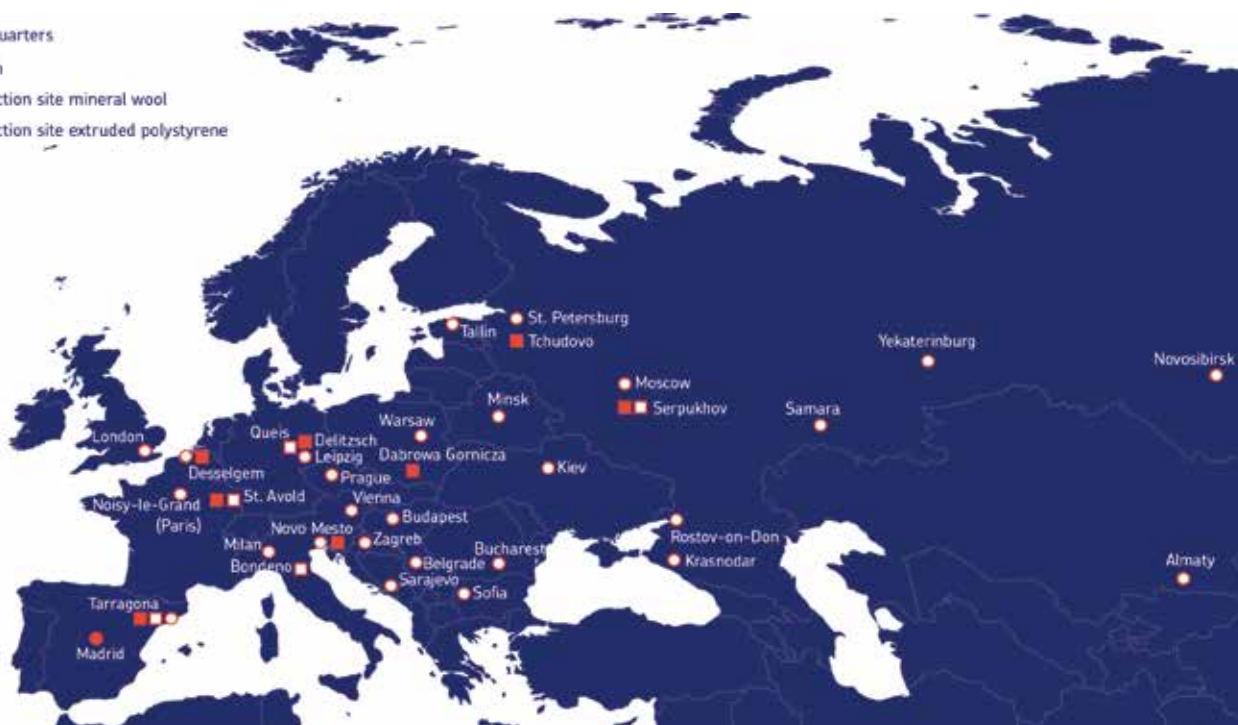 uarters
n
ction site mineral wool
ction site extruded polystyrene
St. Petersburg
Tallin
Tchudovo
Yekaterinburg
Novosibirsk
Moscow
Minsk
Serpukhov
Samara
Warsaw
Queis
London
Delitzsch
Leipzig
Dabrowa Gornicza
Kiev
Desselgem
Prague
Noisy-le-Grand
(Paris)
St. Avold
Vienna
Budapest
Novo Mesto
Rostov-on-Don
Zagreb
Milan
Bucharest
Bondeno
Belgrade
Krasnodar
Almaty
Sarajevo
Sofia
Tarragona
Madrid